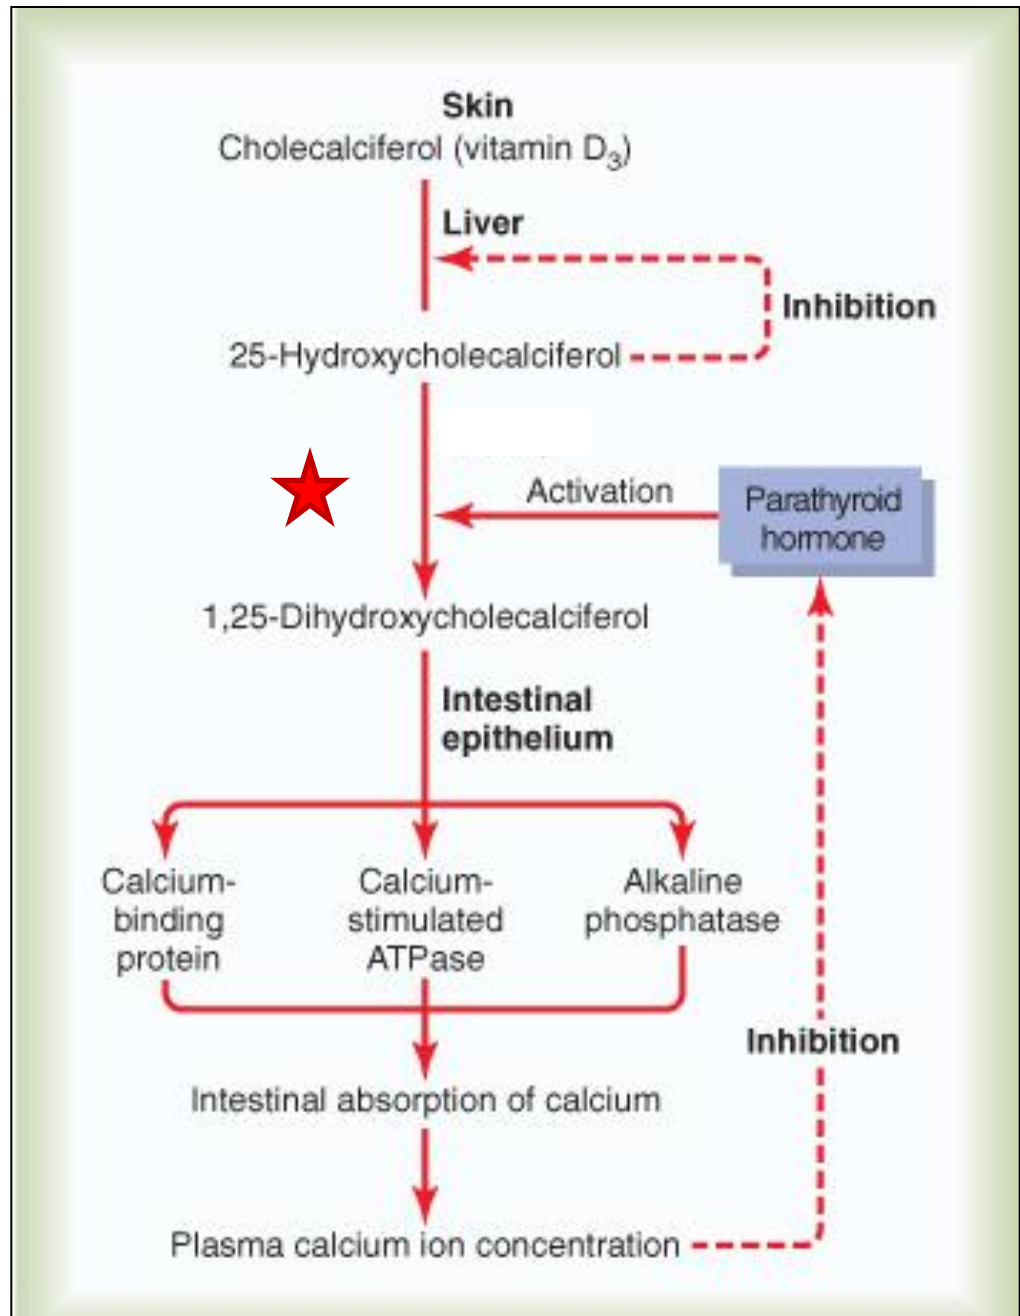 Skin
Cholecalciferol (vitamin D₃)
Liver
Inhibition
25-Hydroxycholecalciferol
Activation
Parathyroid
hormone
1,25-Dihydroxycholecalciferol
Intestinal
epithelium
Calcium-
binding
protein
Calcium-
stimulated
ATPase
Alkaline
phosphatase
Inhibition
Intestinal absorption of calcium
Plasma calcium ion concentration